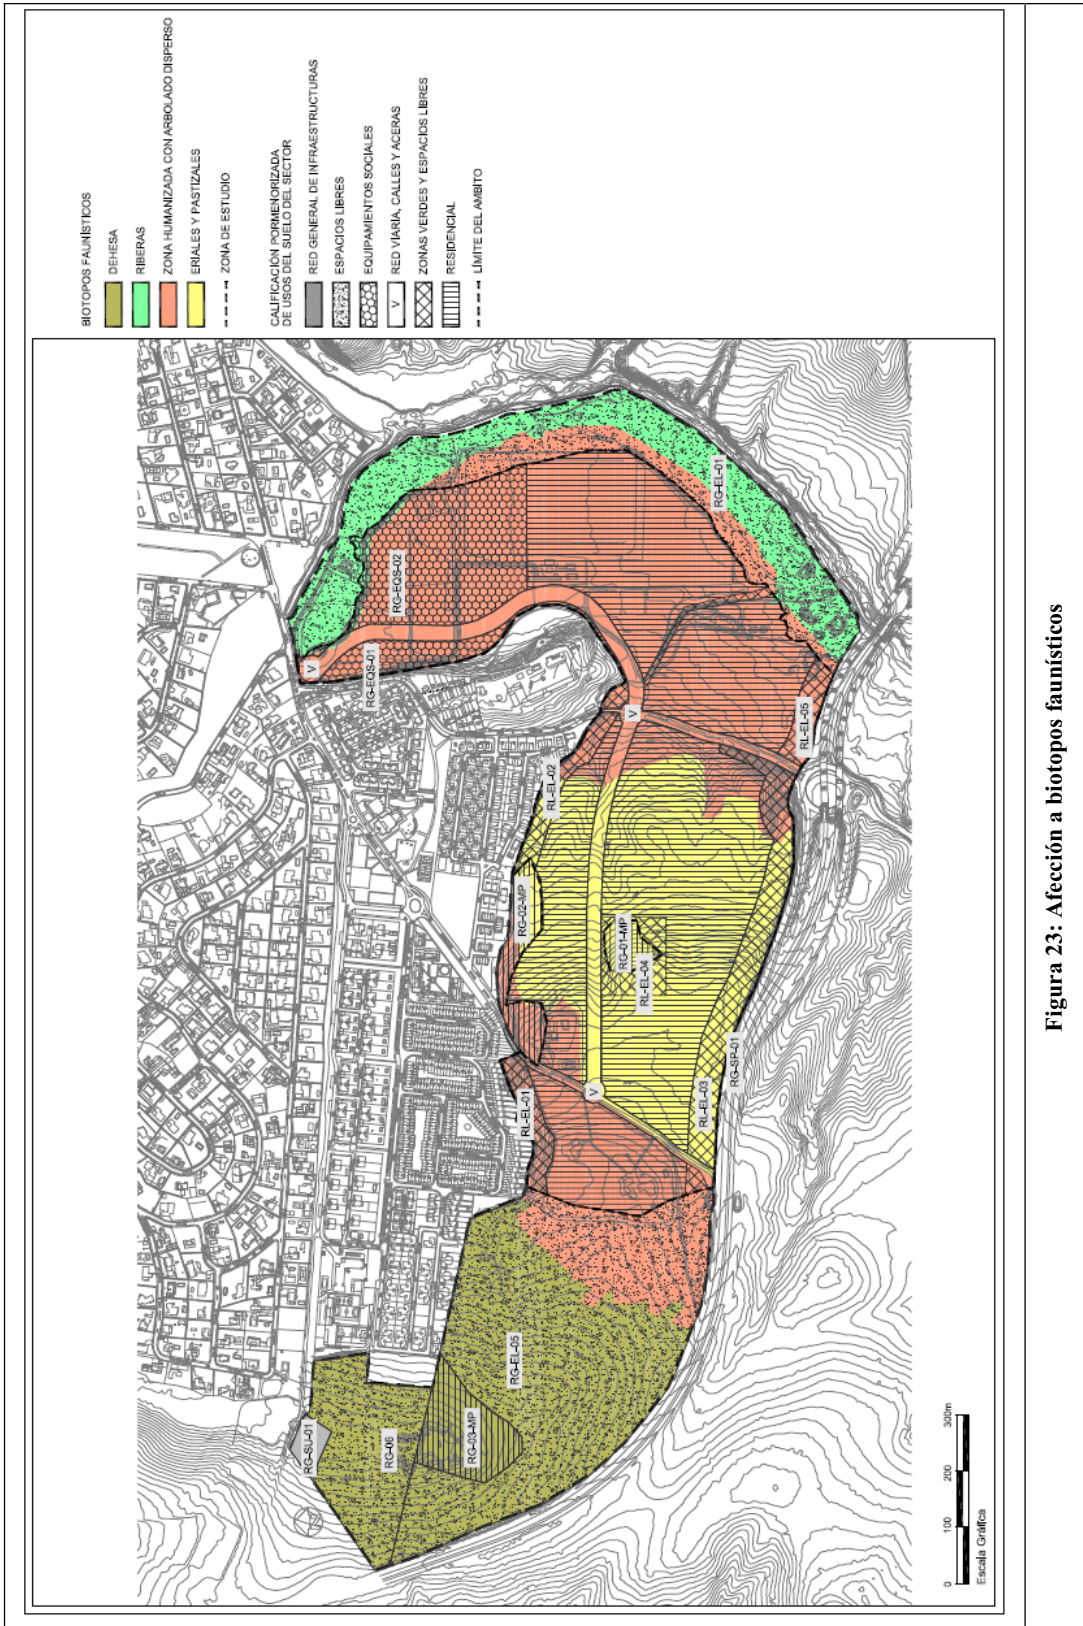 BIOTOPOS FAUNÍSTICOS
DEHESA
RIBERAS
ZONA HUMANIZADA CON ARBOLADO DISPERSO
ERIALES Y PASTIZALES
ZONA DE ESTUDIO
CALIFICACIÓN PORMENORIZADA
DE USOS DEL SUELO DEL SECTOR
RED GENERAL DE INFRAESTRUCTURAS
ESPACIOS LIBRES
EQUIPAMIENTOS SOCIALES
V RED VIARIA, CALLES Y ACERAS
ZONAS VERDES Y ESPACIOS LIBRES
RESIDENCIAL
LÍMITE DEL AMBITO
RG-SU-01
RG-06
RG-03-MP
RG-EL-05
RL-EL-01
V
RG-02-MP
RL-EL-02
RG-01-MP
RL-EL-04
RL-EL-03
RG-SP-01
V
RL-EL-05
V
RG-EQS-01
RG-EQS-02
RG-EL-01
0 100 200 300m
Escala Gráfica
Figura 23: Afección a biotopos faunísticos